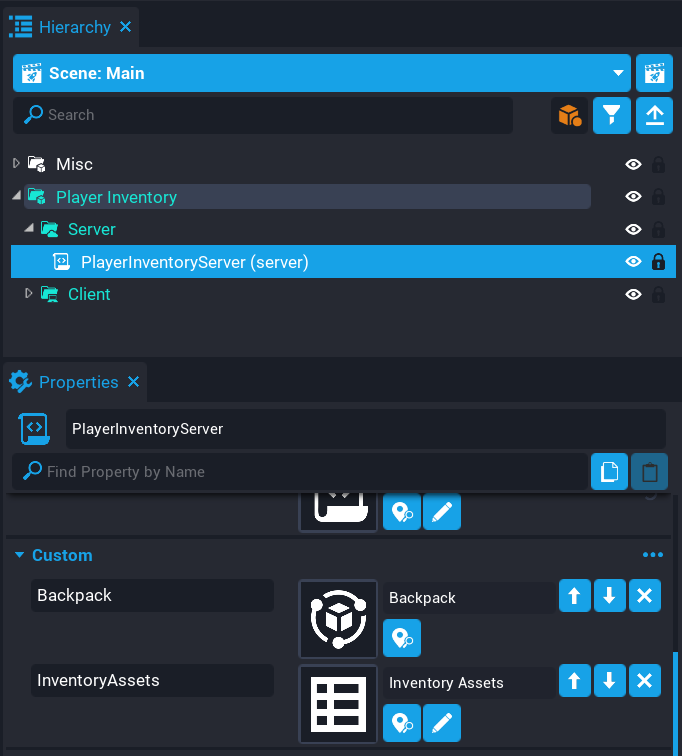 Hierarchy
Scene: Main
Search
Misc
Player Inventory
Server
PlayerInventoryServer (server)
Client
Properties
PlayerInventoryServer
Find Property by Name
Custom
Backpack
Backpack
InventoryAssets
Inventory Assets